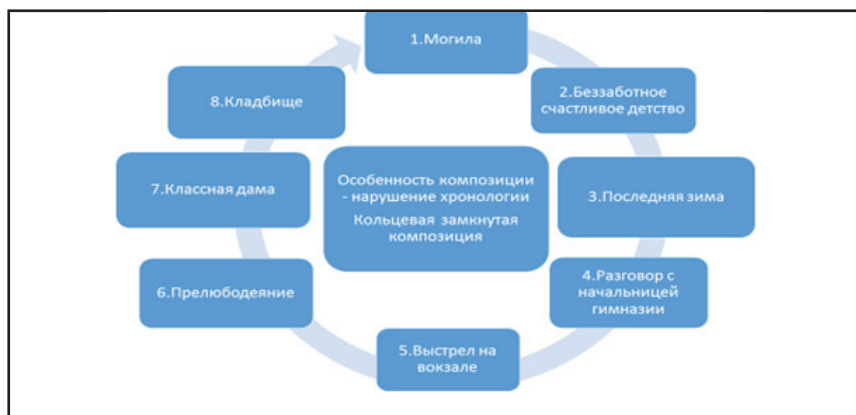 1.Могила
2.Беззаботное
счастливое детство
3.Последняя зима
4.Разговор с
начальницей
гимназии
5.Выстрел на
вокзале
6.Прелюбодеяние
7.Классная дама
8.Кладбище
Особенность композиции
- нарушение хронологии
Кольцевая замкнутая
композиция